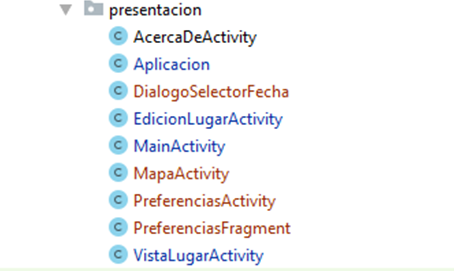 presentacion
C AcercaDeActivity
C Aplicacion
C DialogoSelectorFecha
C EdicionLugarActivity
C MainActivity
C MapaActivity
C PreferenciasActivity
C PreferenciasFragment
C VistaLugarActivity